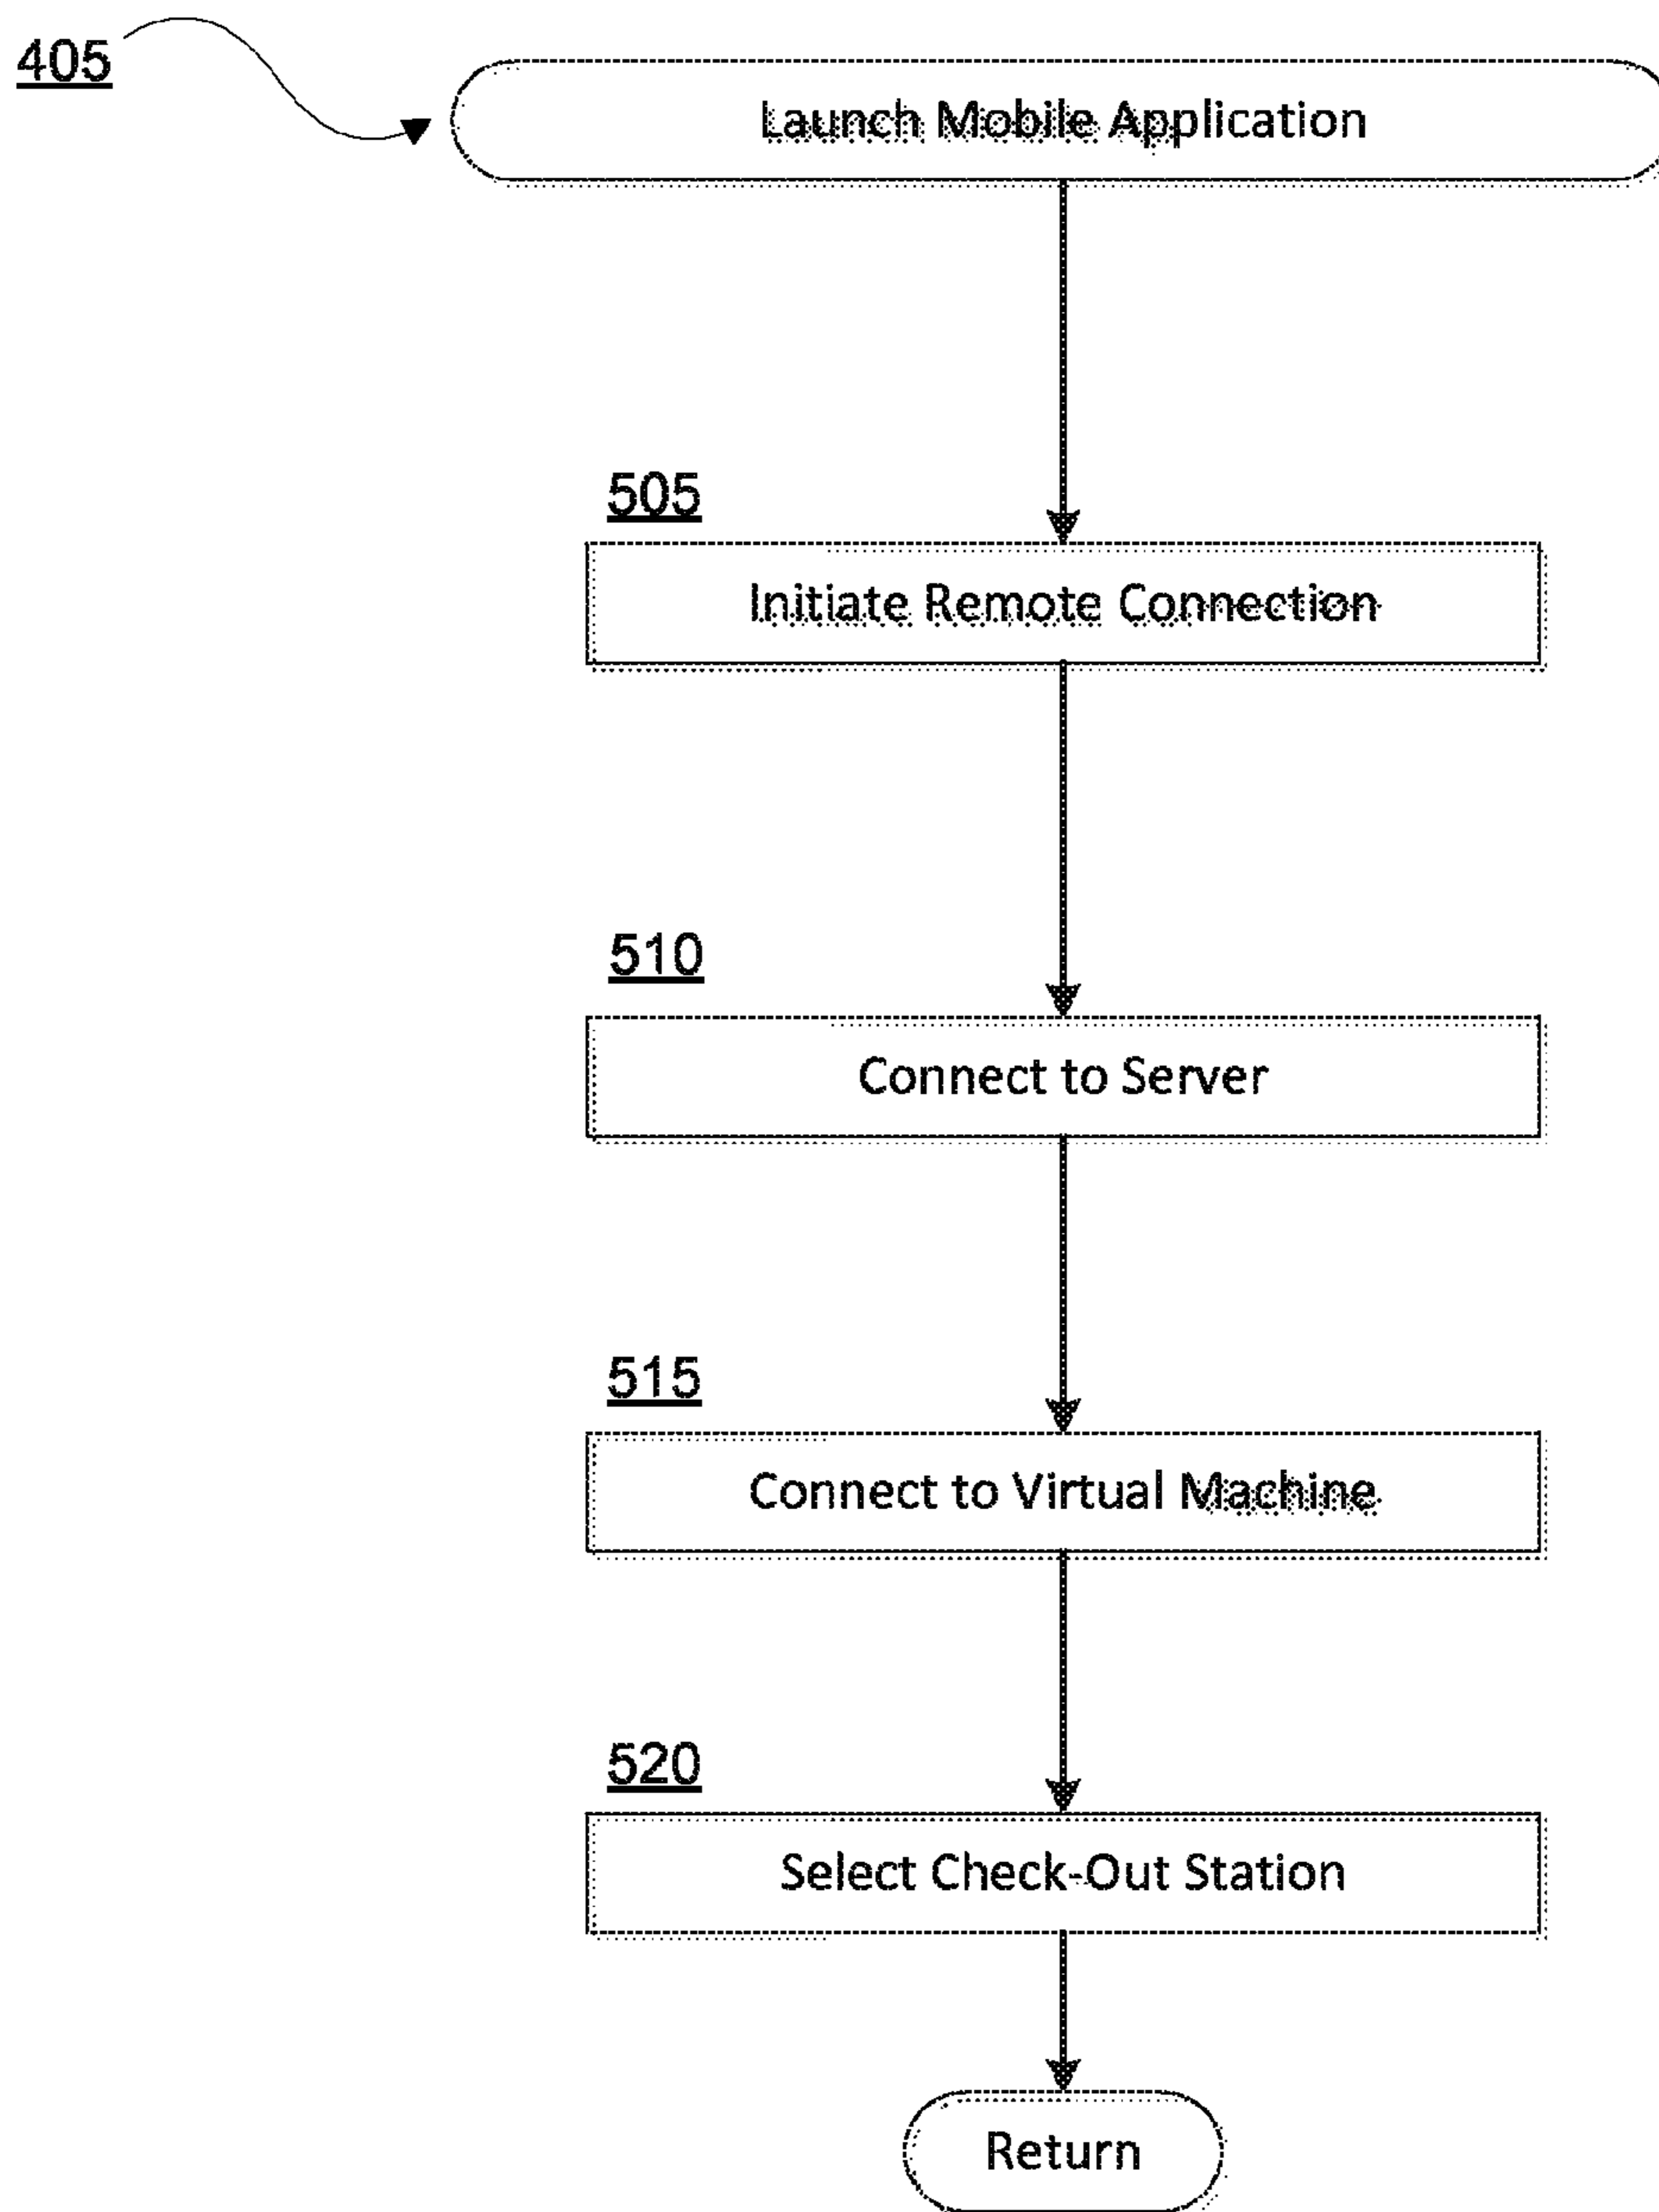 405
Launch Mobile Application
505
Initiate Remote Connection
510
Connect to Server
515
Connect to Virtual Machine
520
Select Check-Out Station
Return